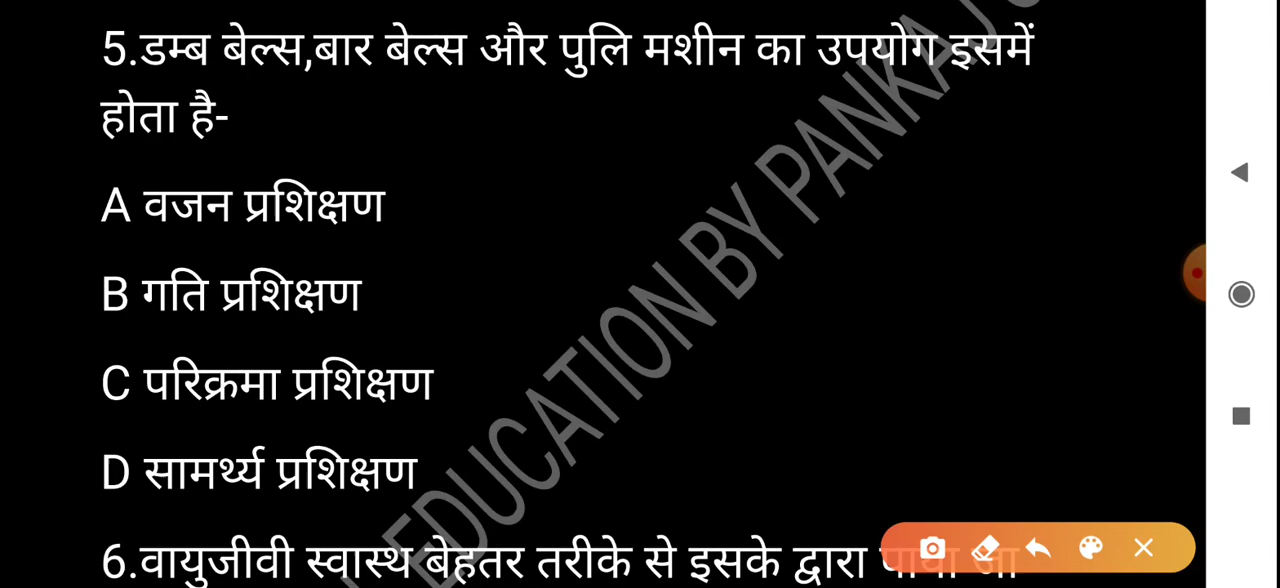 5.डम्ब बेल्स,बार बेल्स और पुलि मशीन का उपयोग इसमें
होता है-
A वजन प्रशिक्षण
B गति प्रशिक्षण
C परिक्रमा प्रशिक्षण
D सामर्थ्य प्रशिक्षण
6.वायुजीवी स्वास्थ बेहतर तरीके से इसके द्वारा
EDUCATION BY PANKAJ